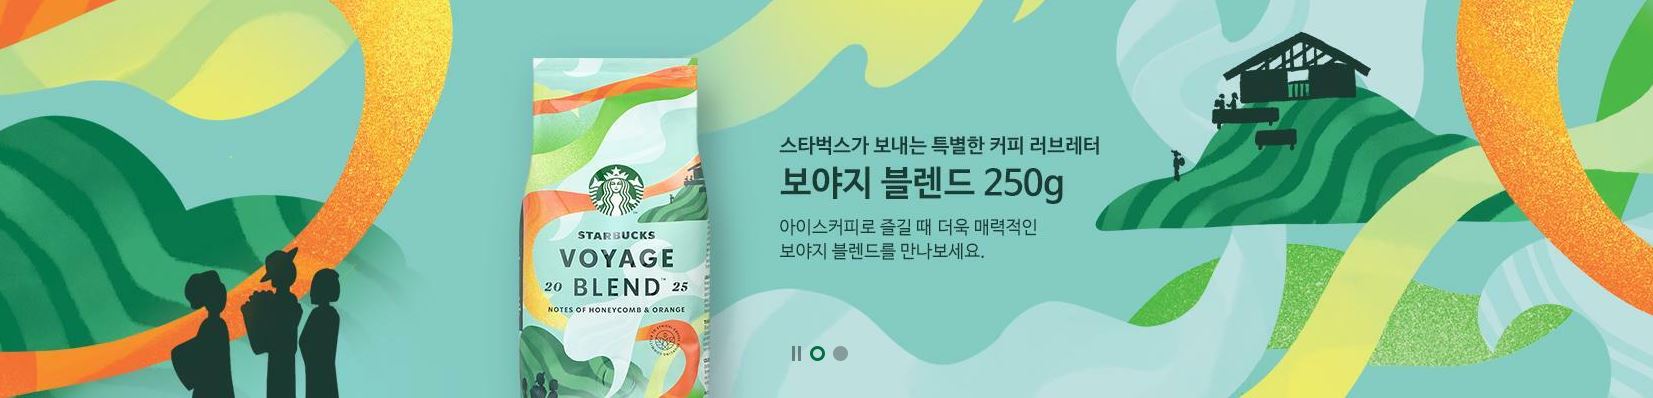 스타벅스가 보내는 특별한 커피 러브레터
보야지 블렌드 250g
아이스커피로 즐길 때 더욱 매력적인
보야지 블렌드를 만나보세요.
STARBUCKS
VOYAGE
20 BLEND™ 25
NOTES OF HONEYCOMB & ORANGE